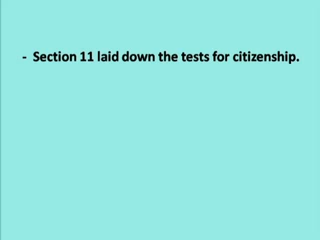 - Section 11 laid down the tests for citizenship.